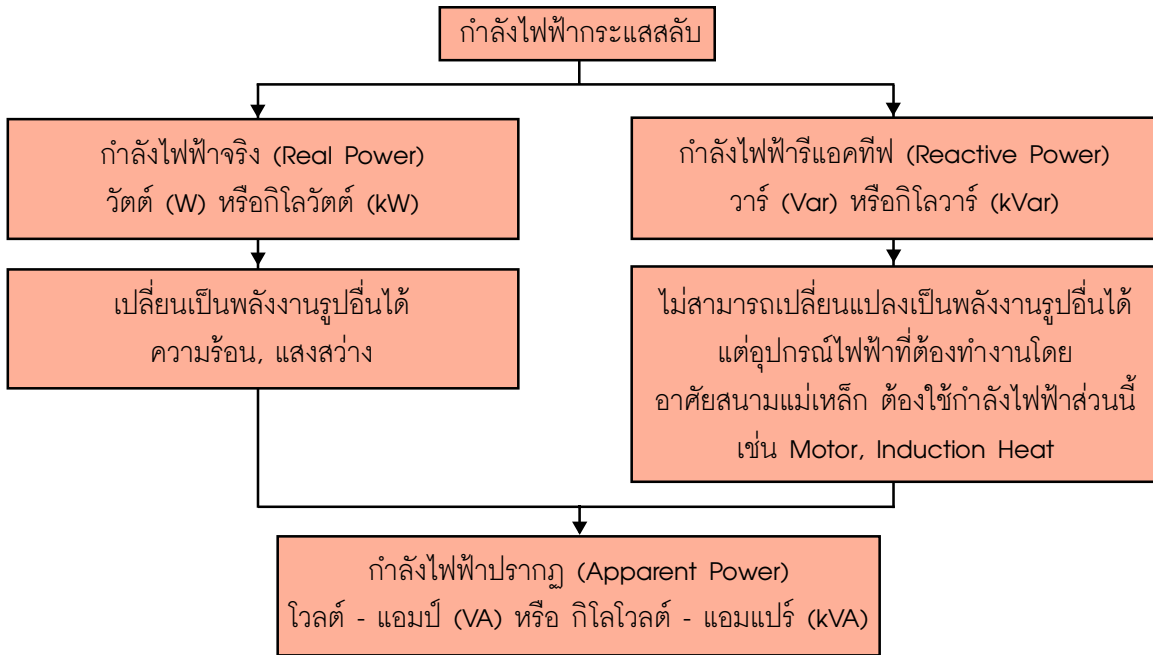 กำลังไฟฟ้ากระแสสลับ
กำลังไฟฟ้าจริง (Real Power)
วัตต์ (W) หรือกิโลวัตต์ (kW)
กำลังไฟฟ้ารีแอคทีฟ (Reactive Power)
วาร์ (Var) หรือกิโลวาร์ (kVar)
เปลี่ยนเป็นพลังงานรูปอื่นได้
ความร้อน, แสงสว่าง
ไม่สามารถเปลี่ยนแปลงเป็นพลังงานรูปอื่นได้
แต่อุปกรณ์ไฟฟ้าที่ต้องทำงานโดย
อาศัยสนามแม่เหล็ก ต้องใช้กำลังไฟฟ้าส่วนนี้
เช่น Motor, Induction Heat
กำลังไฟฟ้าปรากฏ (Apparent Power)
โวลต์ - แอมป์ (VA) หรือ กิโลโวลต์ - แอมแปร์ (kVA)